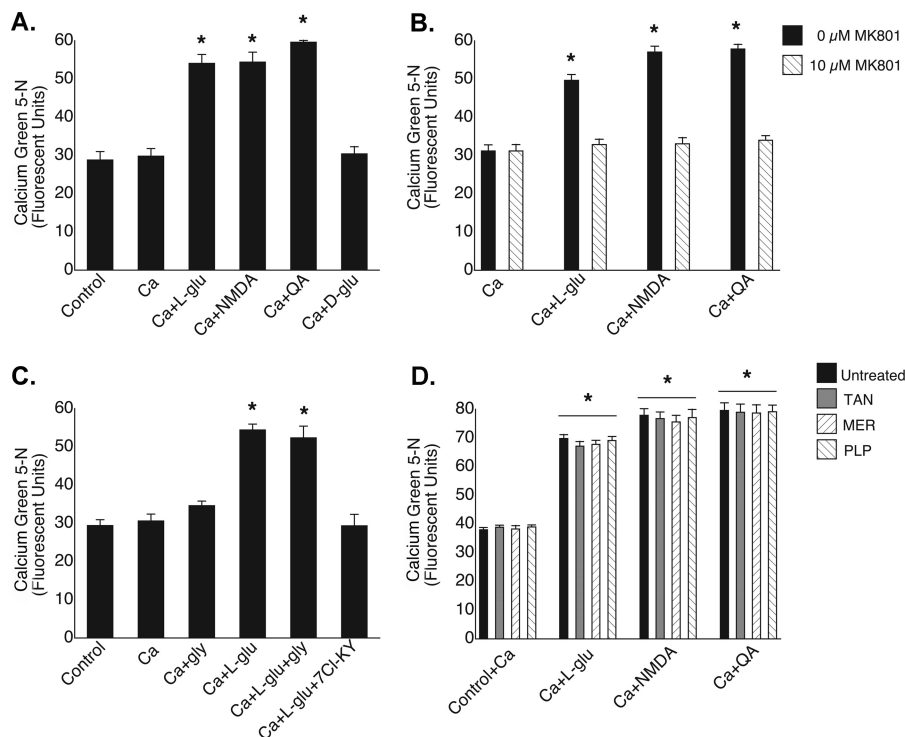 A.
Calcium Green 5-N
(Fluorescent Units)
60
50
40
30
20
10
0
*
*
*
Control
Ca
Ca+L-glu
Ca+NMDA
Ca+QA
Ca+D-glu
B.
Calcium Green 5-N
(Fluorescent Units)
60
50
40
30
20
10
0
*
*
*
Ca
Ca+L-glu
Ca+NMDA
Ca+QA
0 µM MK801
10 µM MK801
C.
Calcium Green 5-N
(Fluorescent Units)
60
50
40
30
20
10
0
*
*
Control
Ca
Ca+gly
Ca+L-glu
Ca+L-glu+gly
Ca+L-glu+7Cl-KY
D.
Calcium Green 5-N
(Fluorescent Units)
80
70
60
50
40
30
20
10
0
*
*
*
Control+Ca
Ca+L-glu
Ca+NMDA
Ca+QA
Untreated
TAN
MER
PLP